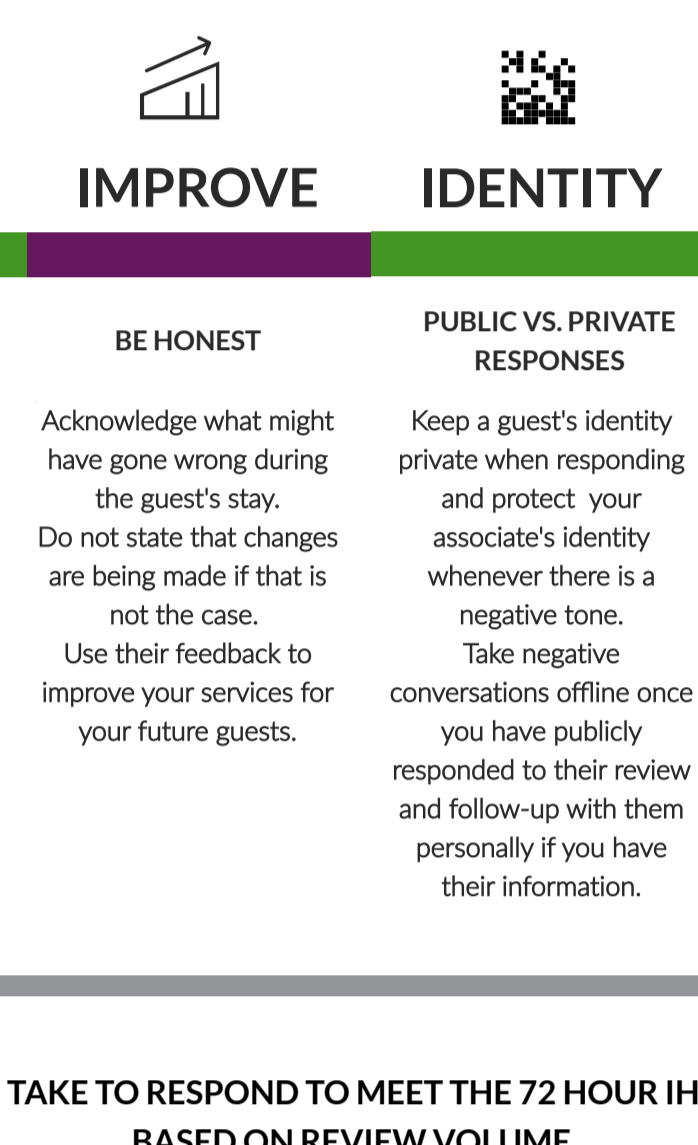 IMPROVE
BE HONEST
Acknowledge what might
have gone wrong during
the guest's stay.
Do not state that changes
are being made if that is
not the case.
Use their feedback to
improve your services for
your future guests.
IDENTITY
PUBLIC VS. PRIVATE
RESPONSES
Keep a guest's identity
private when responding
and protect your
associate's identity
whenever there is a
negative tone.
Take negative
conversations offline once
you have publicly
responded to their review
and follow-up with them
personally if you have
their information.
TAKE TO RESPOND TO MEET THE 72 HOUR IH
BASED ON REVIEW VOLUME